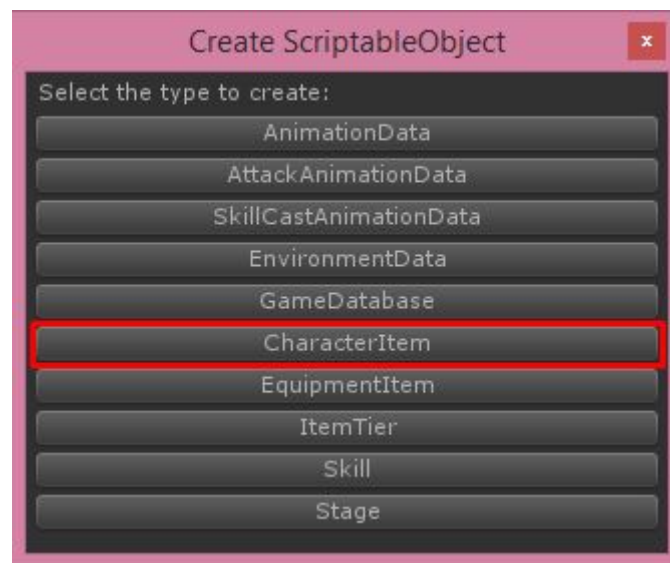 Create ScriptableObject
x
Select the type to create:
AnimationData
AttackAnimationData
SkillCastAnimationData
EnvironmentData
GameDatabase
CharacterItem
EquipmentItem
ItemTier
Skill
Stage